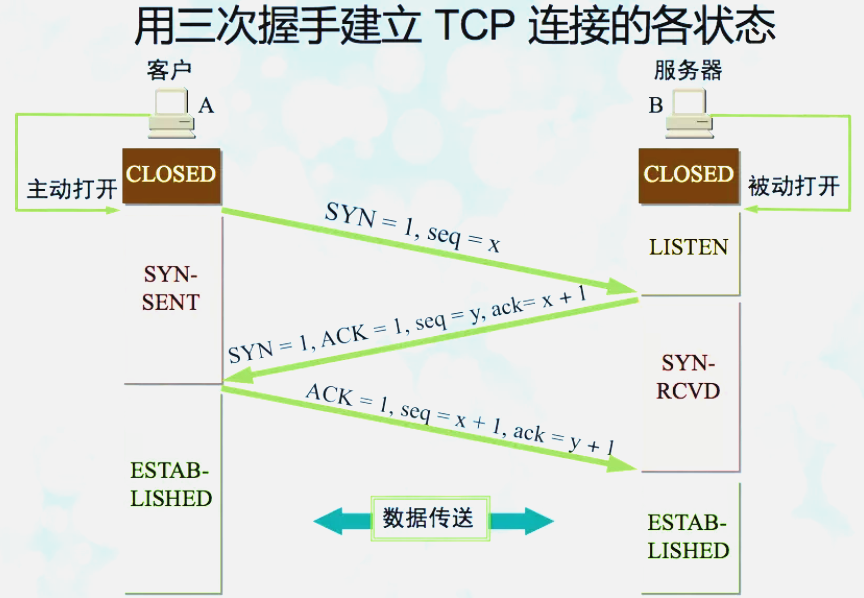 用三次握手建立 TCP 连接的各状态
客户
服务器
A
B
CLOSED
CLOSED
主动打开
被动打开
SYN = 1, seq = x
LISTEN
SYN-
SENT
SYN = 1, ACK = 1, seq = y, ack= x + 1
SYN-
RCVD
ACK = 1, seq = x + 1, ack = y + 1
ESTAB-
LISHED
数据传送
ESTAB-
LISHED